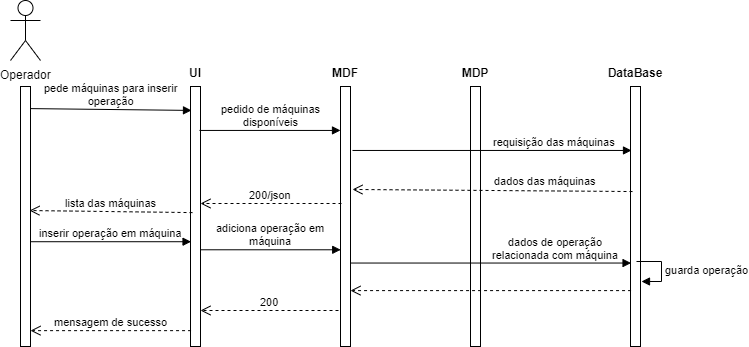 Operador
UI
MDF
MDP
DataBase
pede máquinas para inserir
operação
pedido de máquinas
disponíveis
requisição das máquinas
dados das máquinas
200/json
lista das máquinas
inserir operação em máquina
adiciona operação em
máquina
dados de operação
relacionada com máquina
guarda operação
200
mensagem de sucesso